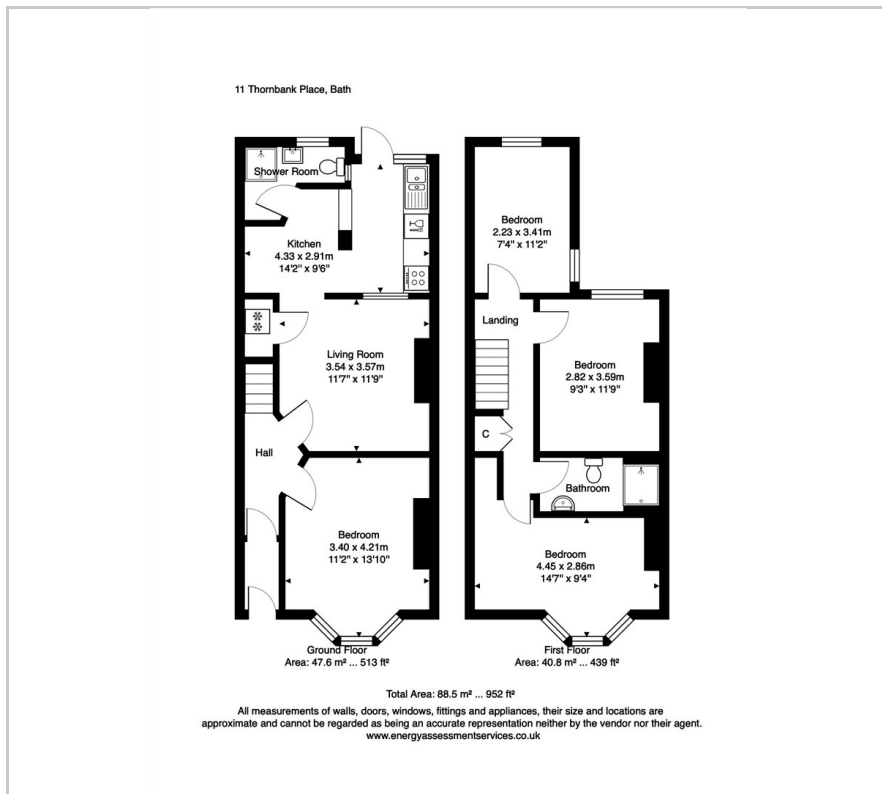 11 Thornbank Place, Bath
Shower Room
Kitchen
4.33 x 2.91m
14'2" x 9'6"
Living Room
3.54 x 3.57m
11'7" x 11'9"
Hall
Bedroom
3.40 x 4.21m
11'2" x 13'10"
Ground Floor
Area: 47.6 m² ... 513 ft²
Bedroom
2.23 x 3.41m
7'4" x 11'2"
Landing
Bedroom
2.82 x 3.59m
9'3" x 11'9"
C
Bathroom
Bedroom
4.45 x 2.86m
14'7" x 9'4"
First Floor
Area: 40.8 m² ... 439 ft²
Total Area: 88.5 m² ... 952 ft²
All measurements of walls, doors, windows, fittings and appliances, their size and locations are
approximate and cannot be regarded as being an accurate representation neither by the vendor nor their agent.
www.energyassessmentservices.co.uk